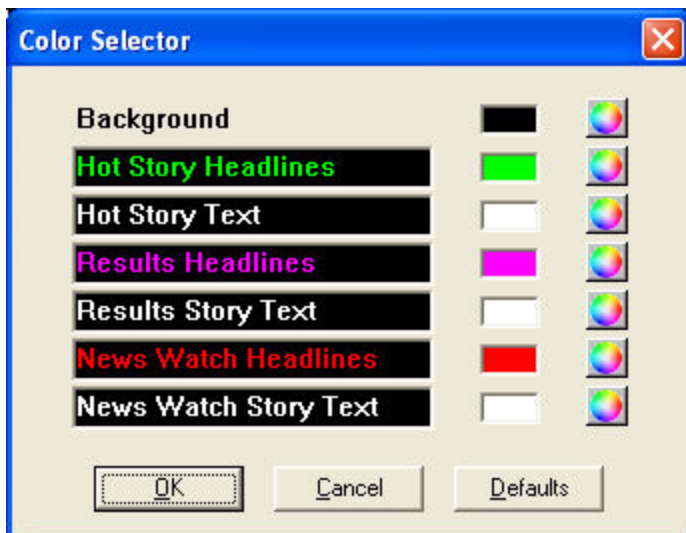 Color Selector
Background
Hot Story Headlines
Hot Story Text
Results Headlines
Results Story Text
News Watch Headlines
News Watch Story Text
OK Cancel Defaults